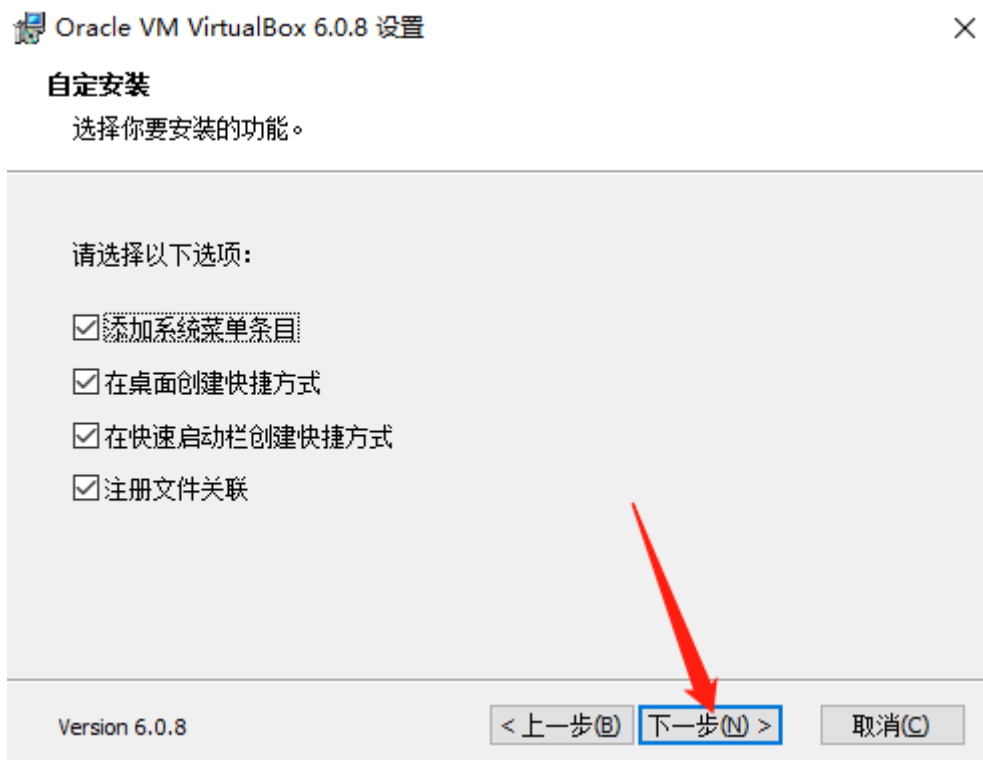 Oracle VM VirtualBox 6.0.8 设置
自定安装
选择你要安装的功能。
请选择以下选项:
添加系统菜单条目
在桌面创建快捷方式
在快速启动栏创建快捷方式
注册文件关联
Version 6.0.8
< 上一步(B)
下一步(N) >
取消(C)